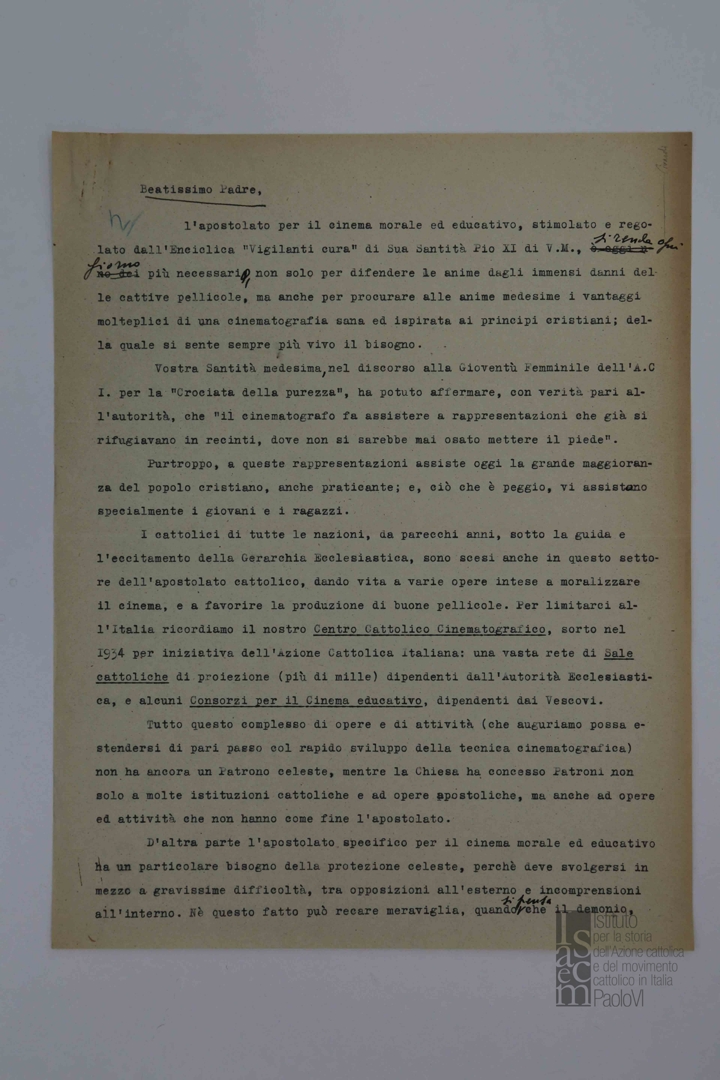 Beatissimo Padre,
l'apostolato per il cinema morale ed educativo, stimolato e rego-
lato dall'Enciclica "Vigilanti cura" di Sua Santità Pio XI di V.M., si renda ogni
giorno più necessario, non solo per difendere le anime dagli immensi danni del
le cattive pellicole, ma anche per procurare alle anime medesime i vantaggi
molteplici di una cinematografia sana ed ispirata ai principi cristiani; del-
la quale si sente sempre più vivo il bisogno.
Vostra Santità medesima, nel discorso alla Gioventù Femminile dell'A.C
I. per la "Crociata della purezza", ha potuto affermare, con verità pari al-
l'autorità, che "il cinematografo fa assistere a rappresentazioni che già si
rifugiavano in recinti, dove non si sarebbe mai osato mettere il piede".
Purtroppo, a queste rappresentazioni assiste oggi la grande maggioran-
za del popolo cristiano, anche praticante; e, ciò che è peggio, vi assistono
specialmente i giovani e i ragazzi.
I cattolici di tutte le nazioni, da parecchi anni, sotto la guida e
l'eccitamento della Gerarchia Ecclesiastica, sono scesi anche in questo setto-
re dell'apostolato cattolico, dando vita a varie opere intese a moralizzare
il cinema, e a favorire la produzione di buone pellicole. Per limitarci al-
l'Italia ricordiamo il nostro Centro Cattolico Cinematografico, sorto nel
1934 per iniziativa dell'Azione Cattolica Italiana: una vasta rete di Sale
cattoliche di proiezione (più di mille) dipendenti dall'Autorità Ecclesiasti-
ca, e alcuni Consorzi per il Cinema educativo, dipendenti dai Vescovi.
Tutto questo complesso di opere e di attività (che auguriamo possa e-
stendersi di pari passo col rapido sviluppo della tecnica cinematografica)
non ha ancora un Patrono celeste, mentre la Chiesa ha concesso Patroni non
solo a molte istituzioni cattoliche e ad opere apostoliche, ma anche ad opere
ed attività che non hanno come fine l'apostolato.
D'altra parte l'apostolato specifico per il cinema morale ed educativo
ha un particolare bisogno della protezione celeste, perchè deve svolgersi in
mezzo a gravissime difficoltà, tra opposizioni all'esterno e incomprensioni
all'interno. Nè questo fatto può recare meraviglia, quando si pensa che il demonio,
Isacem
Istituto
per la storia
dell'Azione cattolica
e del movimento
cattolico in Italia
PaoloVI